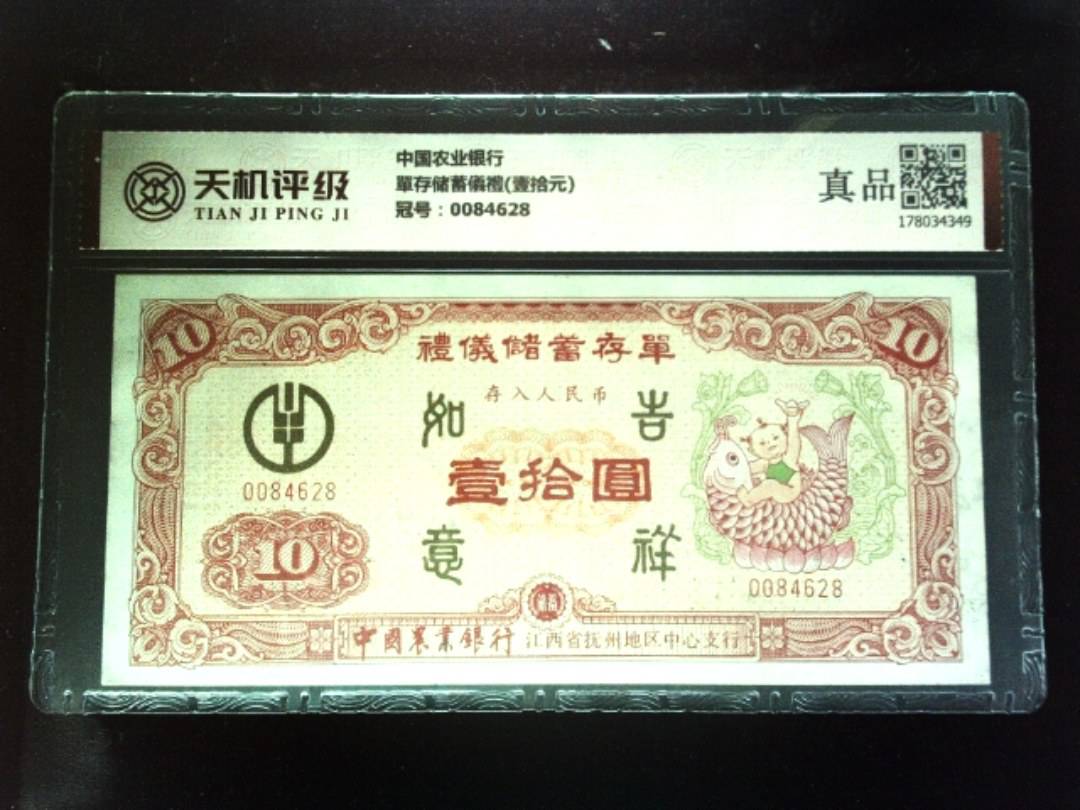 天机评级
TIAN JI PING JI
中国农业银行
單存储蓄儀禮(壹拾元)
冠号：0084628
真品
178034349
10
10
禮儀儲蓄存單
存入人民币
如
吉
壹拾圓
意
祥
0084628
10
0084628
中國農業銀行 江西省抚州地区中心支行